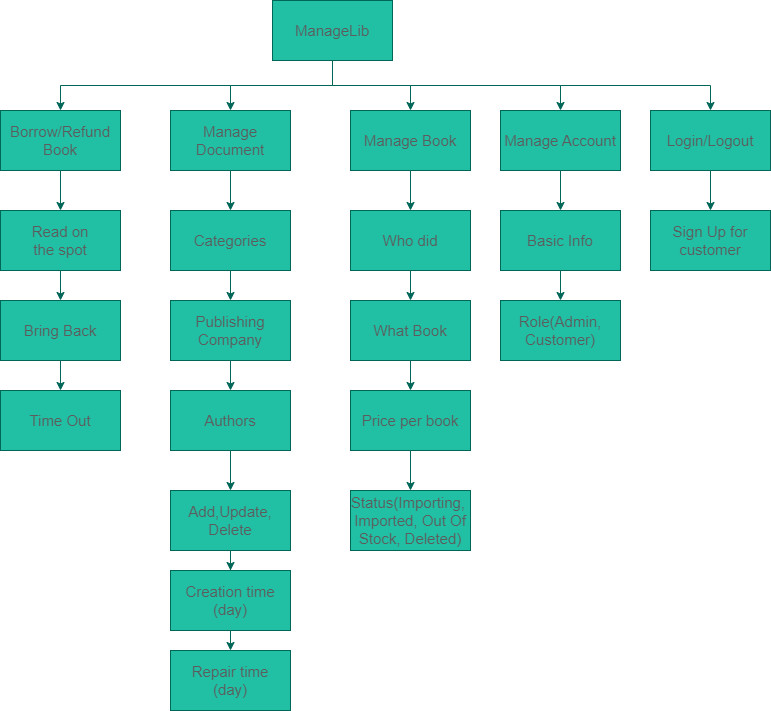 ManageLib
Borrow/Refund
Book
Manage
Document
Manage Book
Manage Account
Login/Logout
Read on
the spot
Categories
Who did
Basic Info
Sign Up for
customer
Bring Back
Publishing
Company
What Book
Role(Admin,
Customer)
Time Out
Authors
Price per book
Add,Update,
Delete
Status(Importing,
Imported, Out Of
Stock, Deleted)
Creation time
(day)
Repair time
(day)